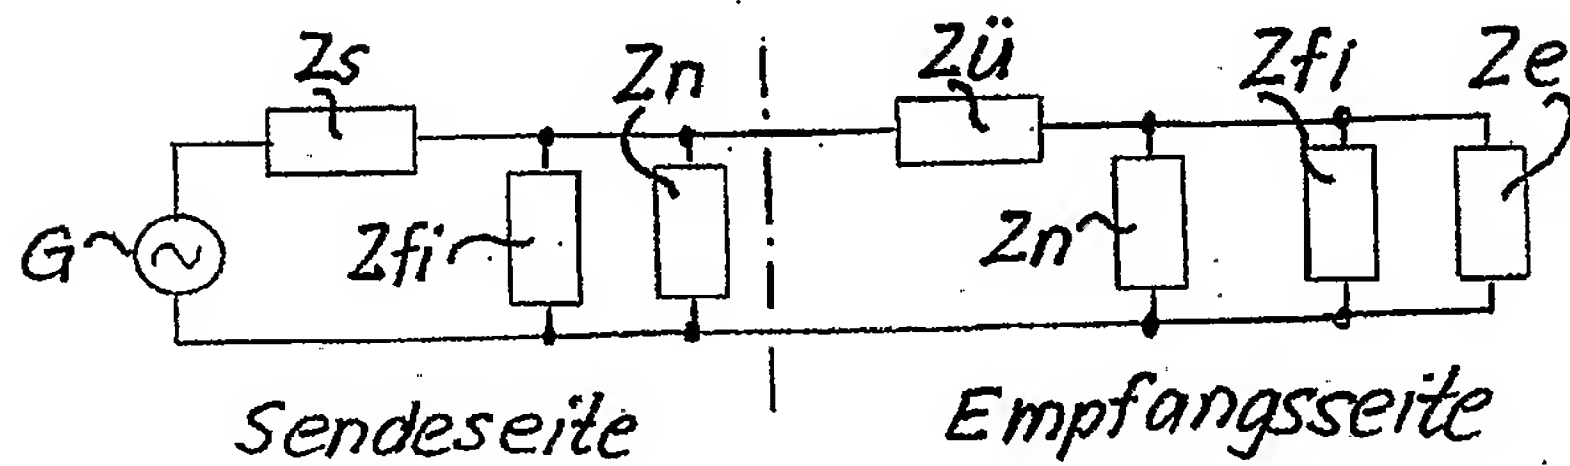 Zs
Zn
Zü
Zfi
Ze
G
Zfi
Zn
Sendeseite
Empfangsseite